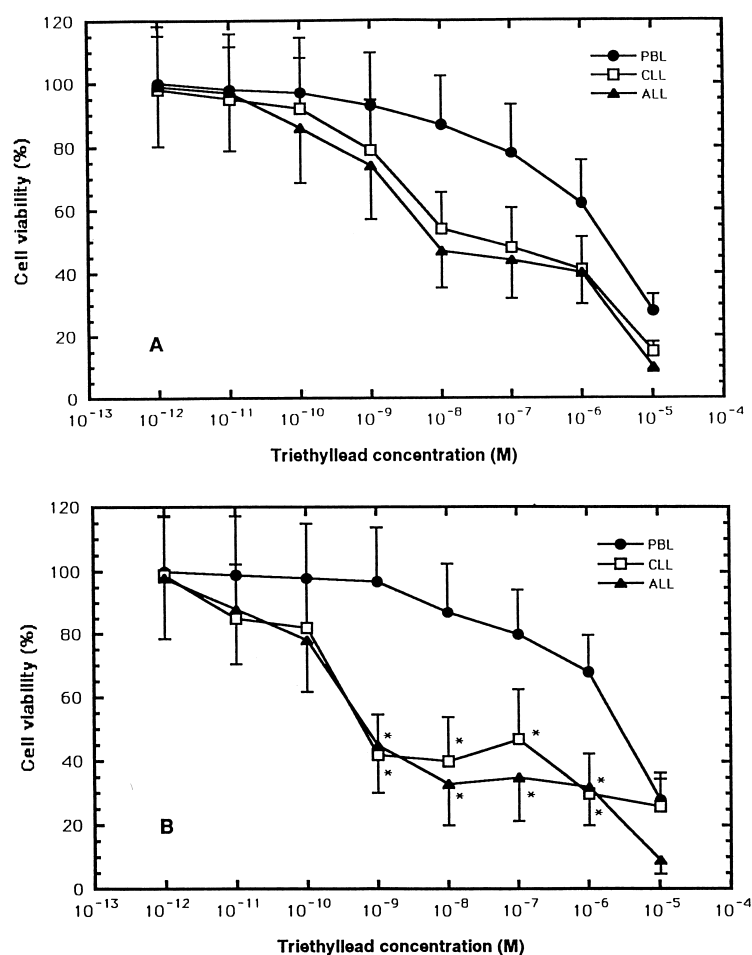 120
100
80
60
40
20
0
Cell viability (%)
PBL
CLL
ALL
A
10-13 10-12 10-11 10-10 10-9 10-8 10-7 10-6 10-5 10-4
Triethyllead concentration (M)
120
100
80
60
40
20
0
Cell viability (%)
PBL
CLL
ALL
* * * * * * * *
B
10-13 10-12 10-11 10-10 10-9 10-8 10-7 10-6 10-5 10-4
Triethyllead concentration (M)